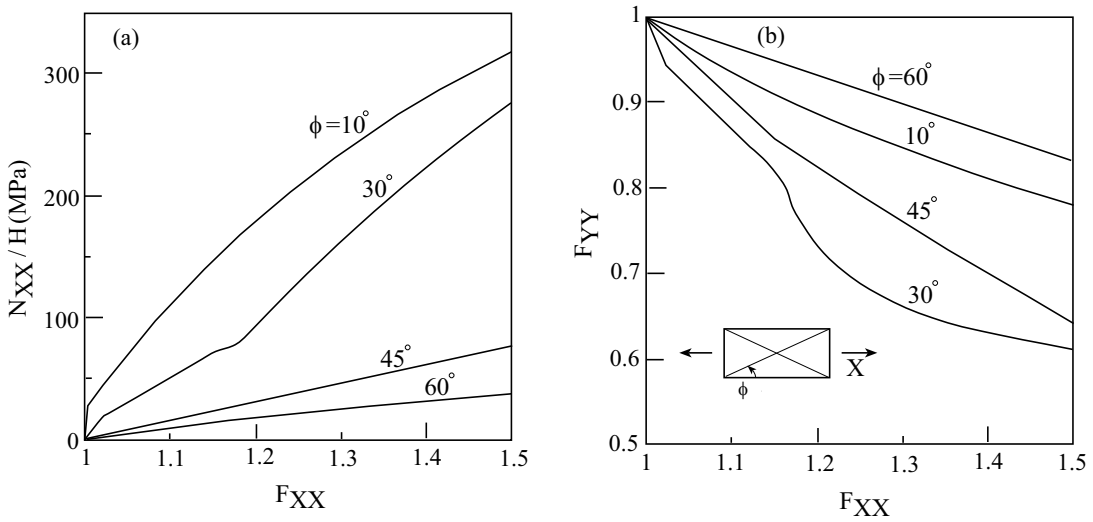 (a)
300
200
100
0
N_XX / H (MPa)
ϕ=10°
30°
45°
60°
1
1.1
1.2
1.3
1.4
1.5
F_XX
(b)
1
0.9
0.8
0.7
0.6
0.5
F_YY
ϕ=60°
10°
45°
30°
X
ϕ
1
1.1
1.2
1.3
1.4
1.5
F_XX